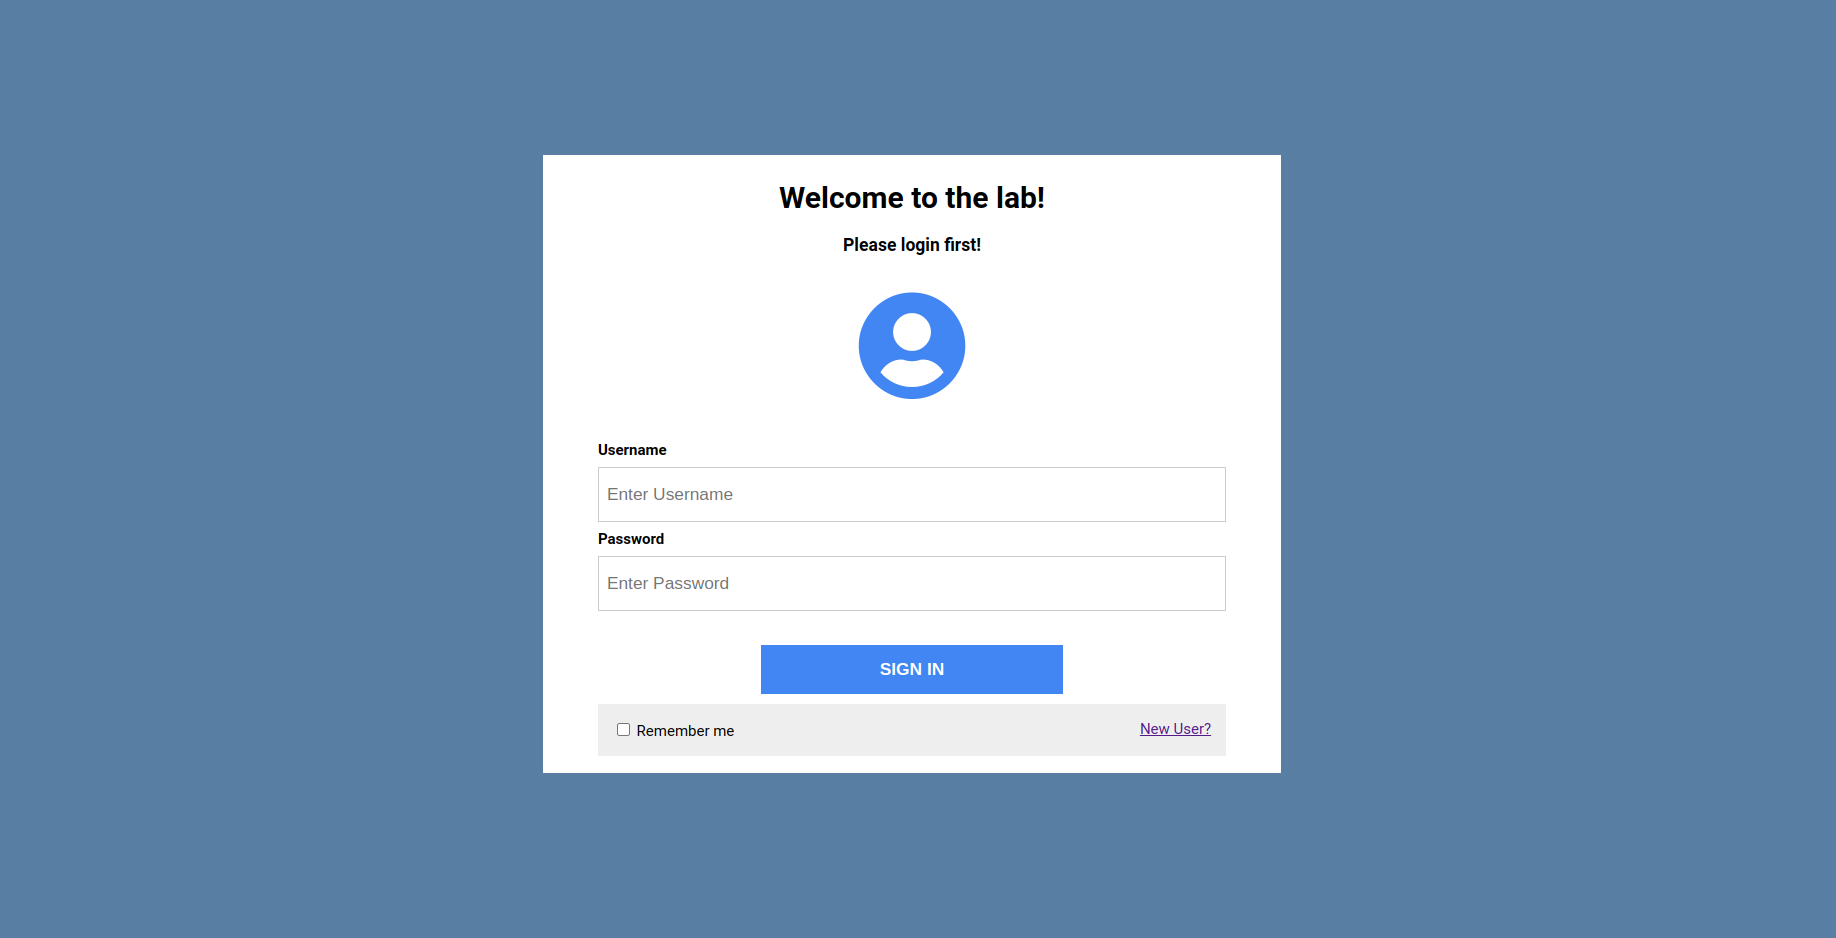 Welcome to the lab!
Please login first!
Username
Enter Username
Password
Enter Password
SIGN IN
Remember me New User?